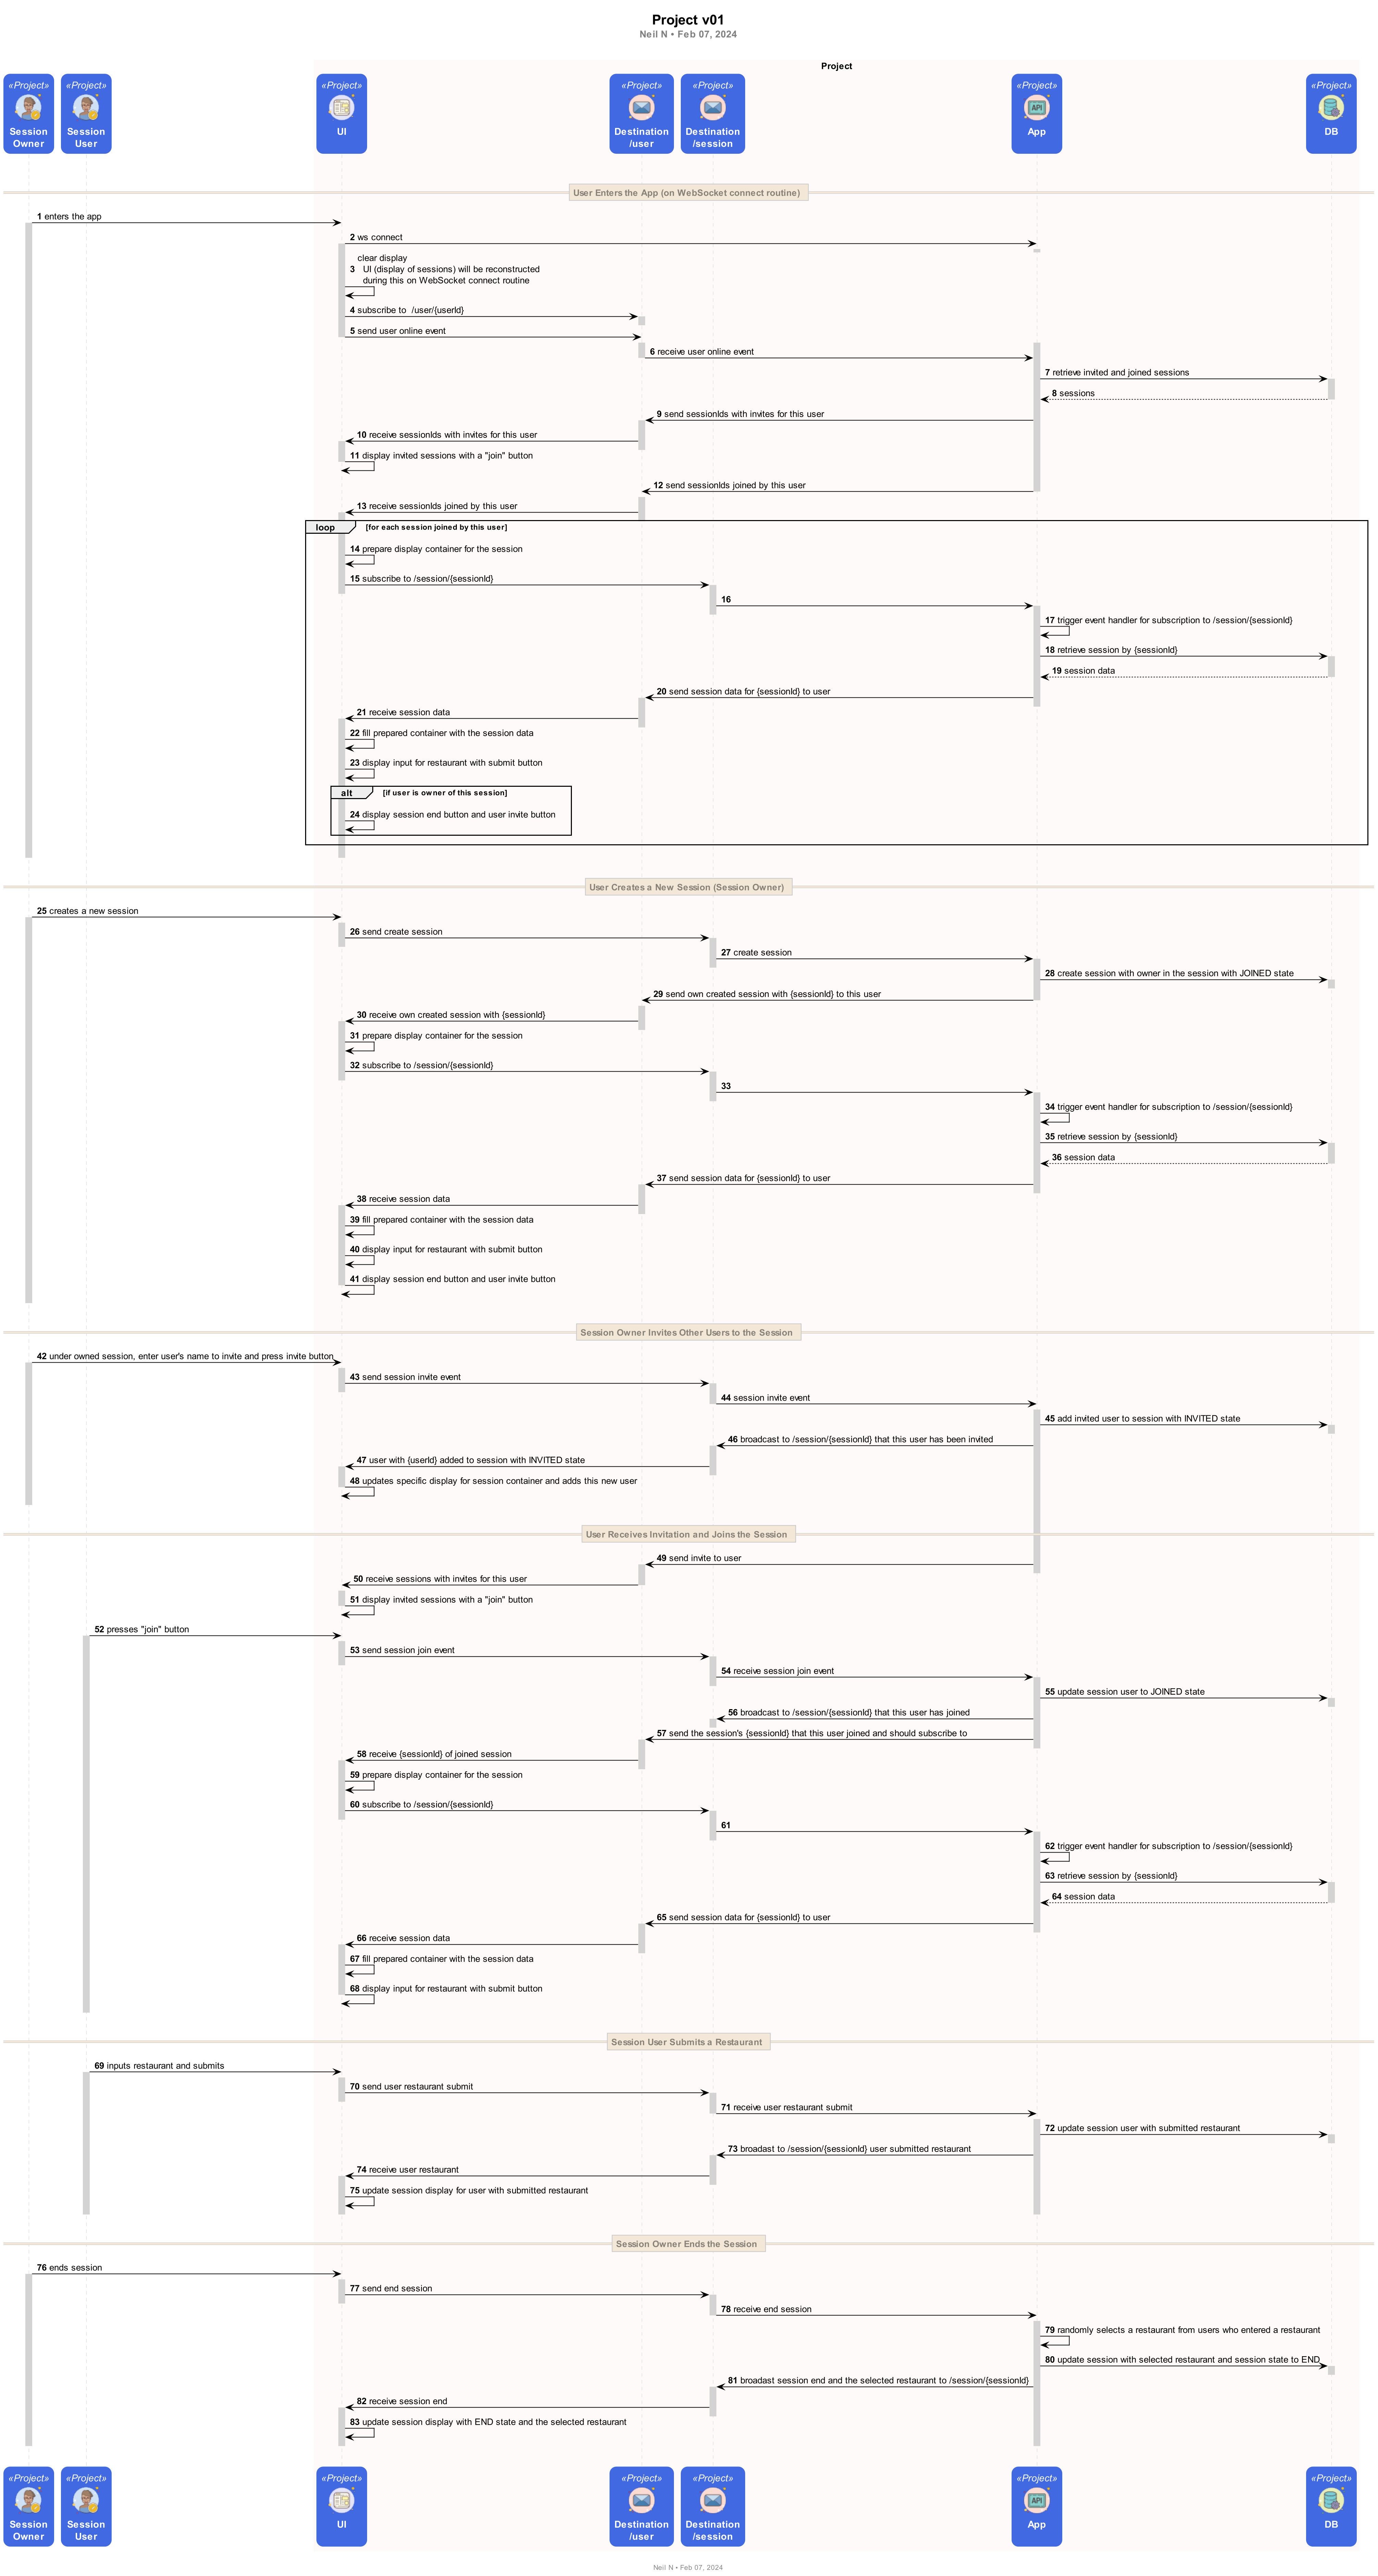 Project v01
Neil N • Feb 07, 2024
Project
«Project»
Session
Owner
«Project»
Session
User
«Project»
UI
«Project»
Destination
/user
«Project»
Destination
/session
«Project»
API
App
«Project»
DB
User Enters the App (on WebSocket connect routine)
1 enters the app
2 ws connect
clear display
3 UI (display of sessions) will be reconstructed
during this on WebSocket connect routine
4 subscribe to /user/{userId}
5 send user online event
6 receive user online event
7 retrieve invited and joined sessions
8 sessions
9 send sessionIds with invites for this user
10 receive sessionIds with invites for this user
11 display invited sessions with a "join" button
12 send sessionIds joined by this user
13 receive sessionIds joined by this user
loop [for each session joined by this user]
14 prepare display container for the session
15 subscribe to /session/{sessionId}
16
17 trigger event handler for subscription to /session/{sessionId}
18 retrieve session by {sessionId}
19 session data
20 send session data for {sessionId} to user
21 receive session data
22 fill prepared container with the session data
23 display input for restaurant with submit button
alt [if user is owner of this session]
24 display session end button and user invite button
User Creates a New Session (Session Owner)
25 creates a new session
26 send create session
27 create session
28 create session with owner in the session with JOINED state
29 send own created session with {sessionId} to this user
30 receive own created session with {sessionId}
31 prepare display container for the session
32 subscribe to /session/{sessionId}
33
34 trigger event handler for subscription to /session/{sessionId}
35 retrieve session by {sessionId}
36 session data
37 send session data for {sessionId} to user
38 receive session data
39 fill prepared container with the session data
40 display input for restaurant with submit button
41 display session end button and user invite button
Session Owner Invites Other Users to the Session
42 under owned session, enter user's name to invite and press invite button
43 send session invite event
44 session invite event
45 add invited user to session with INVITED state
46 broadcast to /session/{sessionId} that this user has been invited
47 user with {userId} added to session with INVITED state
48 updates specific display for session container and adds this new user
User Receives Invitation and Joins the Session
49 send invite to user
50 receive sessions with invites for this user
51 display invited sessions with a "join" button
52 presses "join" button
53 send session join event
54 receive session join event
55 update session user to JOINED state
56 broadcast to /session/{sessionId} that this user has joined
57 send the session's {sessionId} that this user joined and should subscribe to
58 receive {sessionId} of joined session
59 prepare display container for the session
60 subscribe to /session/{sessionId}
61
62 trigger event handler for subscription to /session/{sessionId}
63 retrieve session by {sessionId}
64 session data
65 send session data for {sessionId} to user
66 receive session data
67 fill prepared container with the session data
68 display input for restaurant with submit button
Session User Submits a Restaurant
69 inputs restaurant and submits
70 send user restaurant submit
71 receive user restaurant submit
72 update session user with submitted restaurant
73 broadast to /session/{sessionId} user submitted restaurant
74 receive user restaurant
75 update session display for user with submitted restaurant
Session Owner Ends the Session
76 ends session
77 send end session
78 receive end session
79 randomly selects a restaurant from users who entered a restaurant
80 update session with selected restaurant and session state to END
81 broadast session end and the selected restaurant to /session/{sessionId}
82 receive session end
83 update session display with END state and the selected restaurant
«Project»
Session
Owner
«Project»
Session
User
«Project»
UI
«Project»
Destination
/user
«Project»
Destination
/session
«Project»
API
App
«Project»
DB
Neil N • Feb 07, 2024